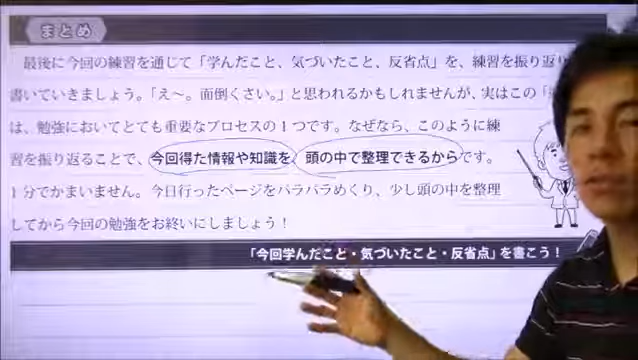 まとめ
最後に今回の練習を通じて「学んだこと、気づいたこと、反省点」を、練習を振り返り
書いていきましょう。「え〜。面倒くさい。」と思われるかもしれませんが、実はこの「
は、勉強においてとても重要なプロセスの1つです。なぜなら、このように練
習を振り返ることで、今回得た情報や知識を、頭の中で整理できるからです。
1分でかまいません。今日行ったページをパラパラめくり、少し頭の中を整理
してから今回の勉強をお終いにしましょう！
「今回学んだこと・気づいたこと・反省点」を書こう！